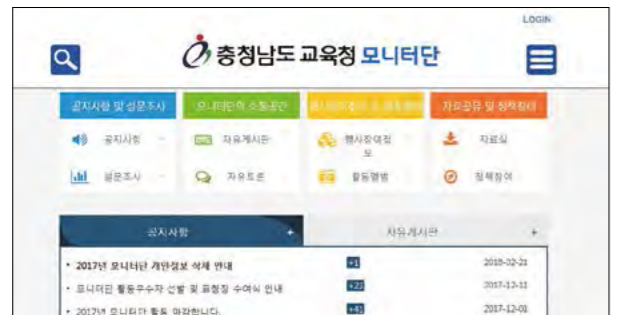 LOGIN
충청남도 교육청 모니터단
공지사항 및 설문조사 모니터단의 소통공간 자료공유 및 정책참여
공지사항 자유게시판 행사참여정보 자료실
설문조사 자유토론 활동앨범 정책참여
공지사항 + 자유게시판 +
• 2017년 모니터단 개인정보 삭제 안내 +1 2018-02-21
• 모니터단 활동우수자 선발 및 표창장 수여식 안내 +23 2017-12-11
• 2017년 모니터단 활동 마감합니다. +41 2017-12-01